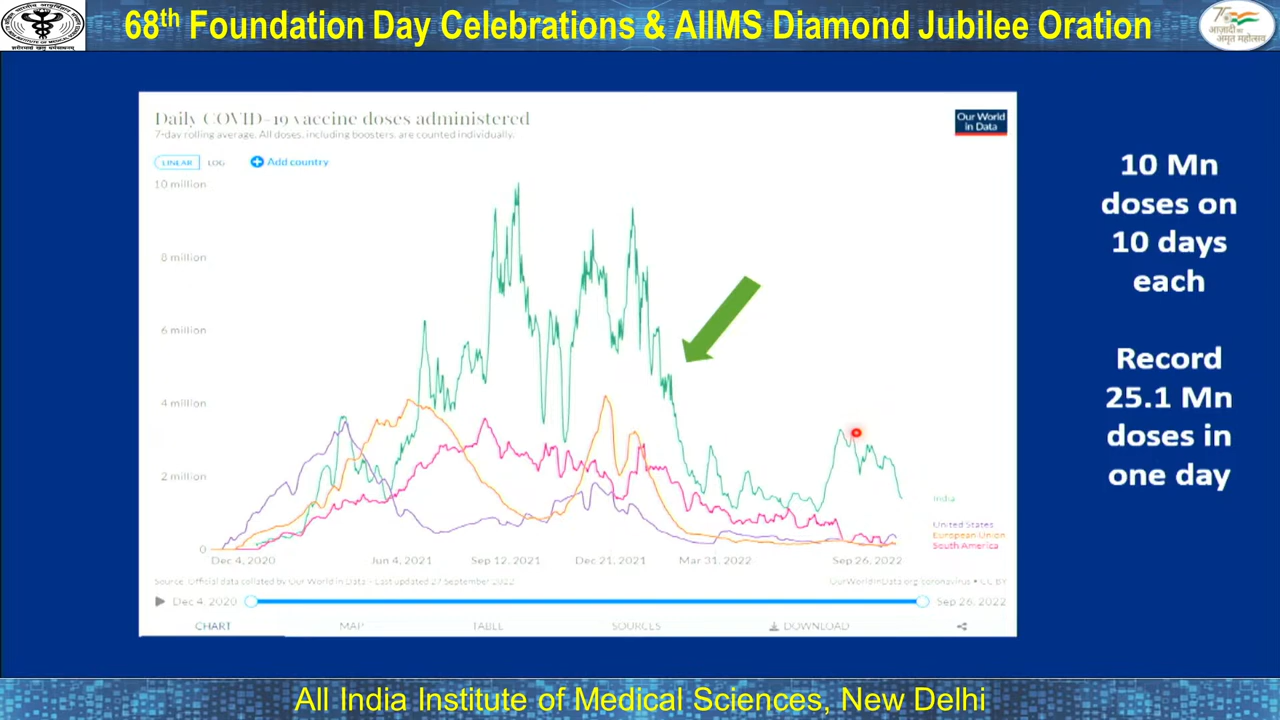 68th Foundation Day Celebrations & AIIMS Diamond Jubilee Oration
आज़ादी का
अमृत महोत्सव
Daily COVID-19 vaccine doses administered
7-day rolling average. All doses, including boosters, are counted individually.
Our World
in Data
LINEAR LOG
Add country
10 million
8 million
6 million
4 million
2 million
0
India
United States
European Union
South America
Dec 4, 2020 Jun 4, 2021 Sep 12, 2021 Dec 21, 2021 Mar 31, 2022 Sep 26, 2022
Source: Official data collated by Our World in Data - Last updated 27 September 2022
OurWorldInData.org/coronavirus • CC BY
Dec 4, 2020 Sep 26, 2022
CHART MAP TABLE SOURCES DOWNLOAD
10 Mn
doses on
10 days
each
Record
25.1 Mn
doses in
one day
All India Institute of Medical Sciences, New Delhi